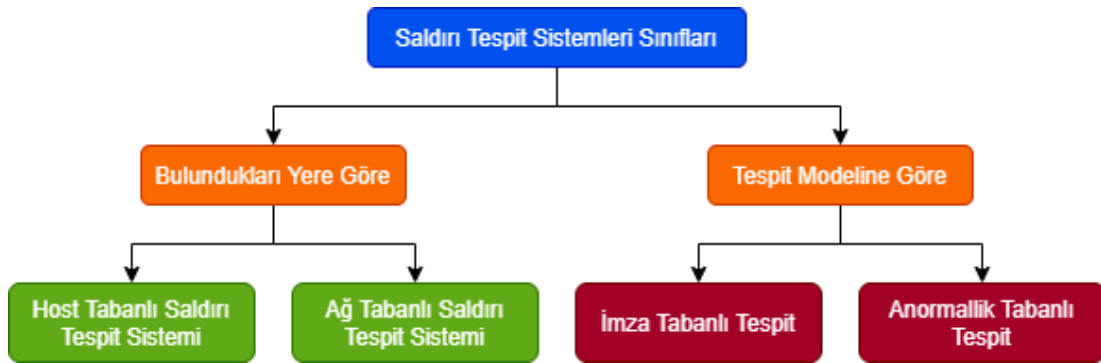 Saldırı Tespit Sistemleri Sınıfları
Bulundukları Yere Göre
Tespit Modeline Göre
Host Tabanlı Saldırı
Tespit Sistemi
Ağ Tabanlı Saldırı
Tespit Sistemi
İmza Tabanlı Tespit
Anormallik Tabanlı
Tespit